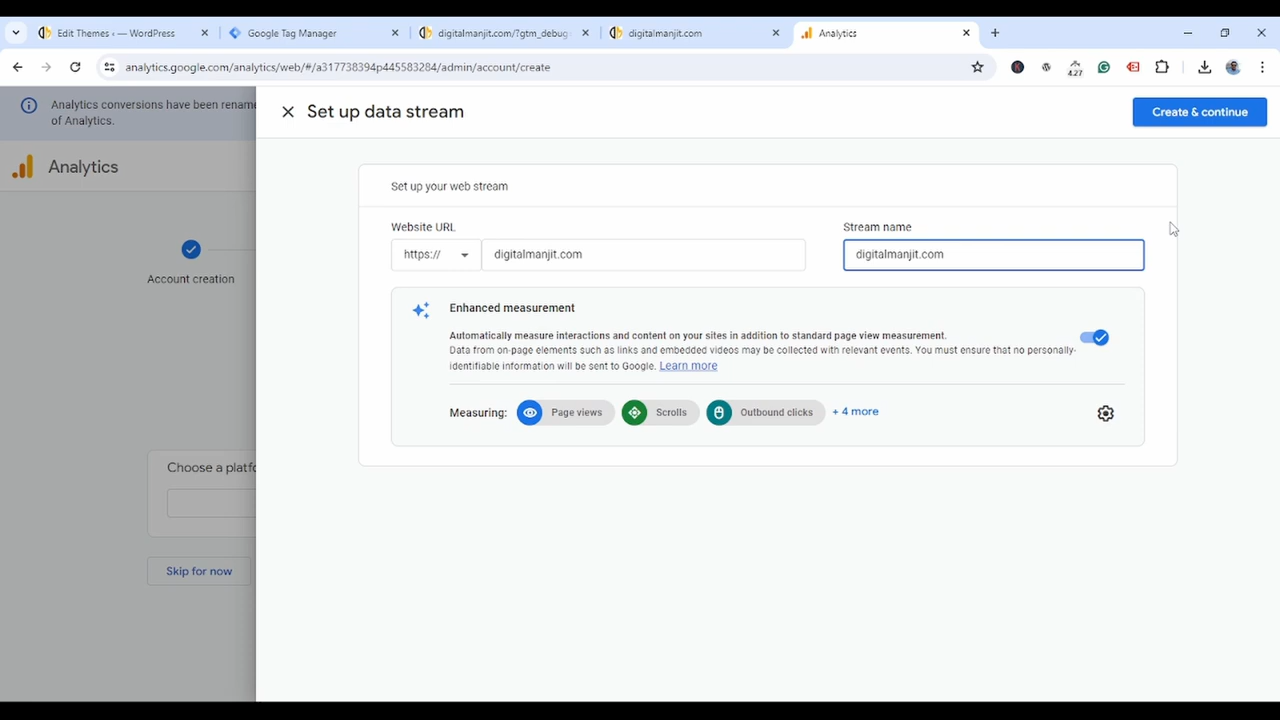 Edit Themes ‹ — WordPress
Google Tag Manager
digitalmanjit.com/?gtm_debug
digitalmanjit.com
Analytics
analytics.google.com/analytics/web/#/a317738394p445583284/admin/account/create
4.27
Analytics conversions have been rename
of Analytics.
Set up data stream
Create & continue
Analytics
Set up your web stream
Website URL
Stream name
https://
digitalmanjit.com
digitalmanjit.com
Account creation
Enhanced measurement
Automatically measure interactions and content on your sites in addition to standard page view measurement.
Data from on-page elements such as links and embedded videos may be collected with relevant events. You must ensure that no personally-
identifiable information will be sent to Google. Learn more
Measuring:
Page views
Scrolls
Outbound clicks
+ 4 more
Choose a platfo
Skip for now